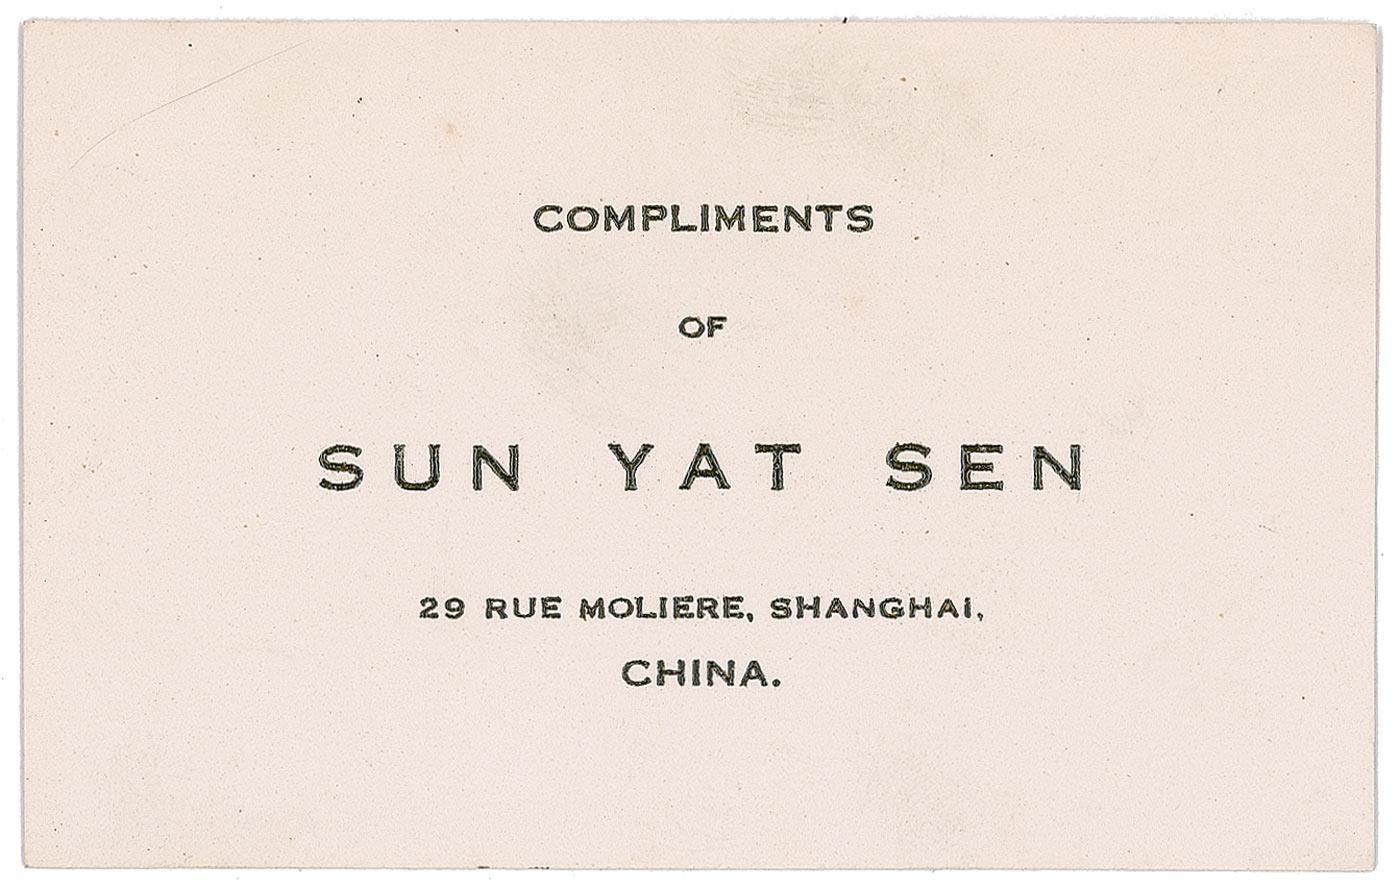 COMPLIMENTS
OF
SUN YAT SEN
29 RUE MOLIERE, SHANGHAI,
CHINA.